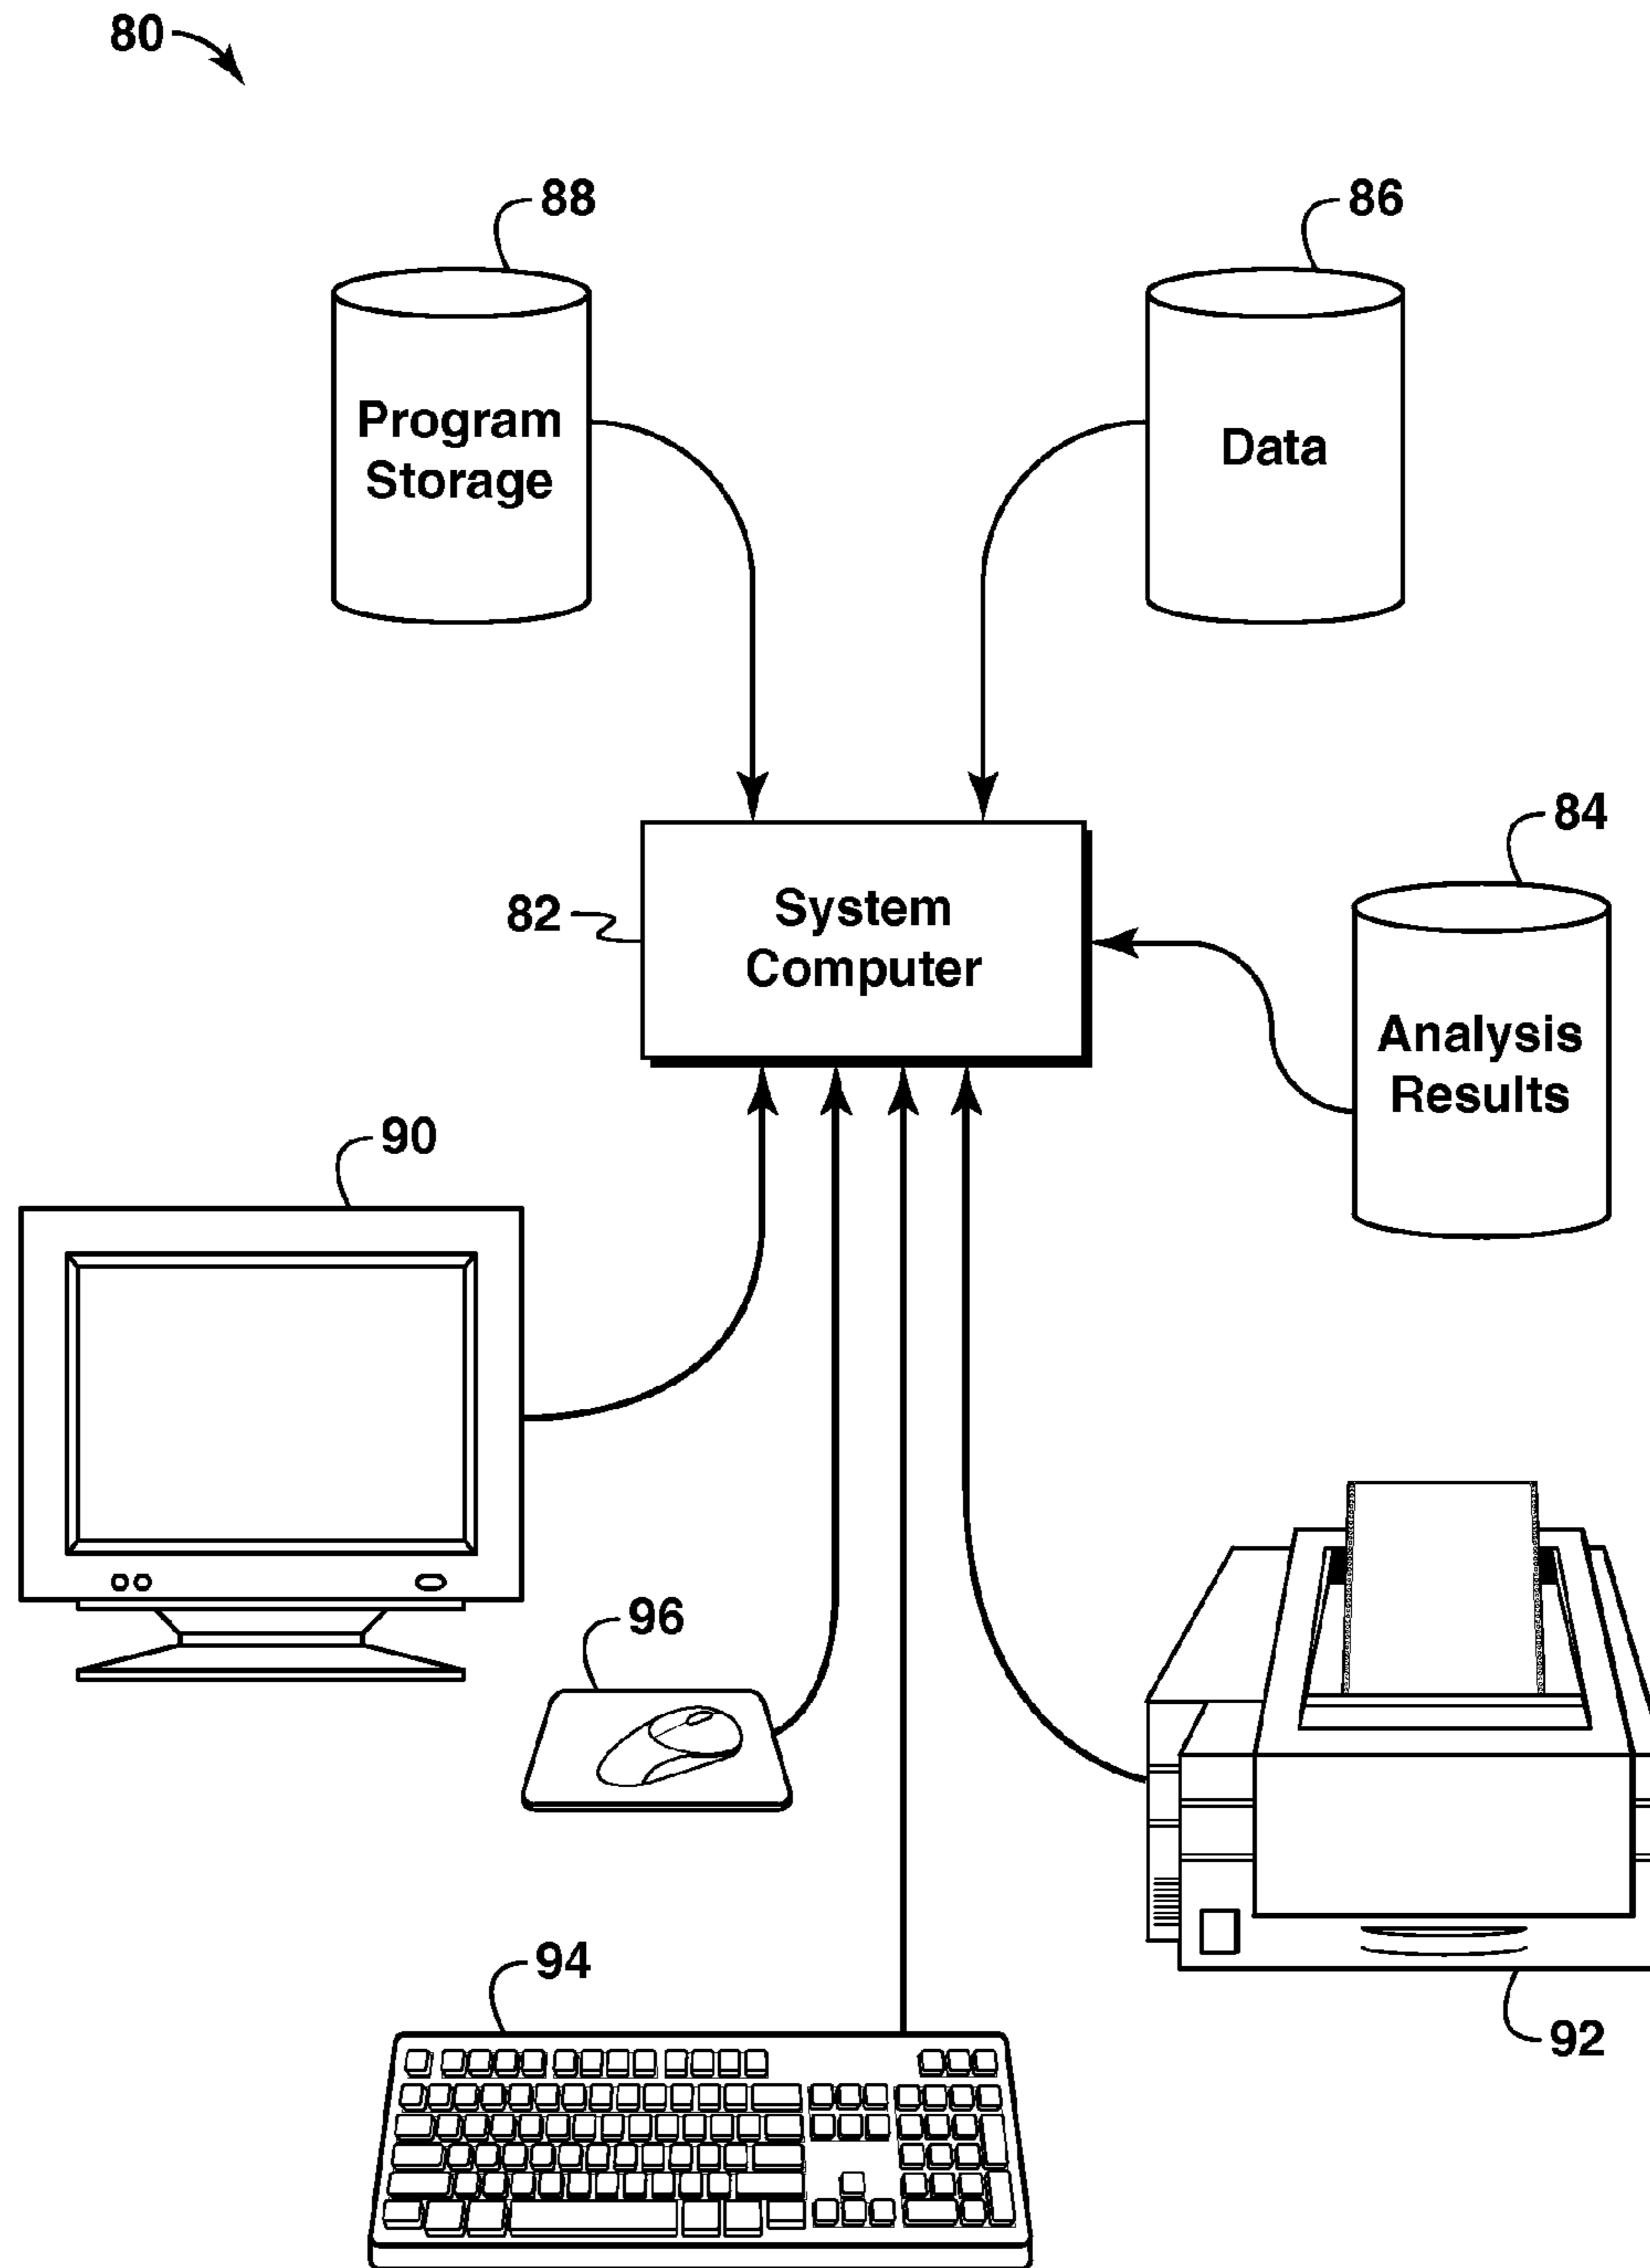 80
88
86
Program
Storage
Data
84
82
System
Computer
Analysis
Results
90
96
94
92